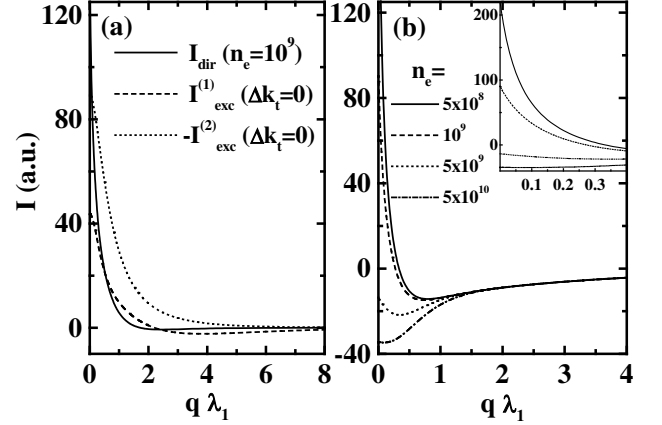 120
80
40
0
I (a.u.)
(a)
I_dir (n_e=10^9)
I^(1)_exc (Δk_t=0)
-I^(2)_exc (Δk_t=0)
0 2 4 6 8
q λ_1
120
80
40
0
-40
(b)
n_e=
5x10^8
10^9
5x10^9
5x10^10
200
100
0
0.1 0.2 0.3
0 1 2 3 4
q λ_1